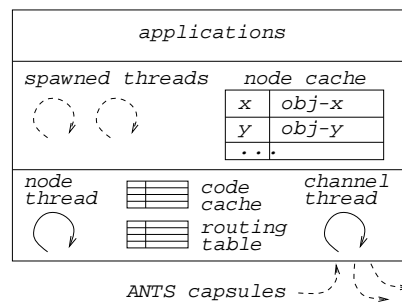 applications
spawned threads
node cache
x obj-x
y obj-y
...
node
thread
code
cache
routing
table
channel
thread
ANTS capsules